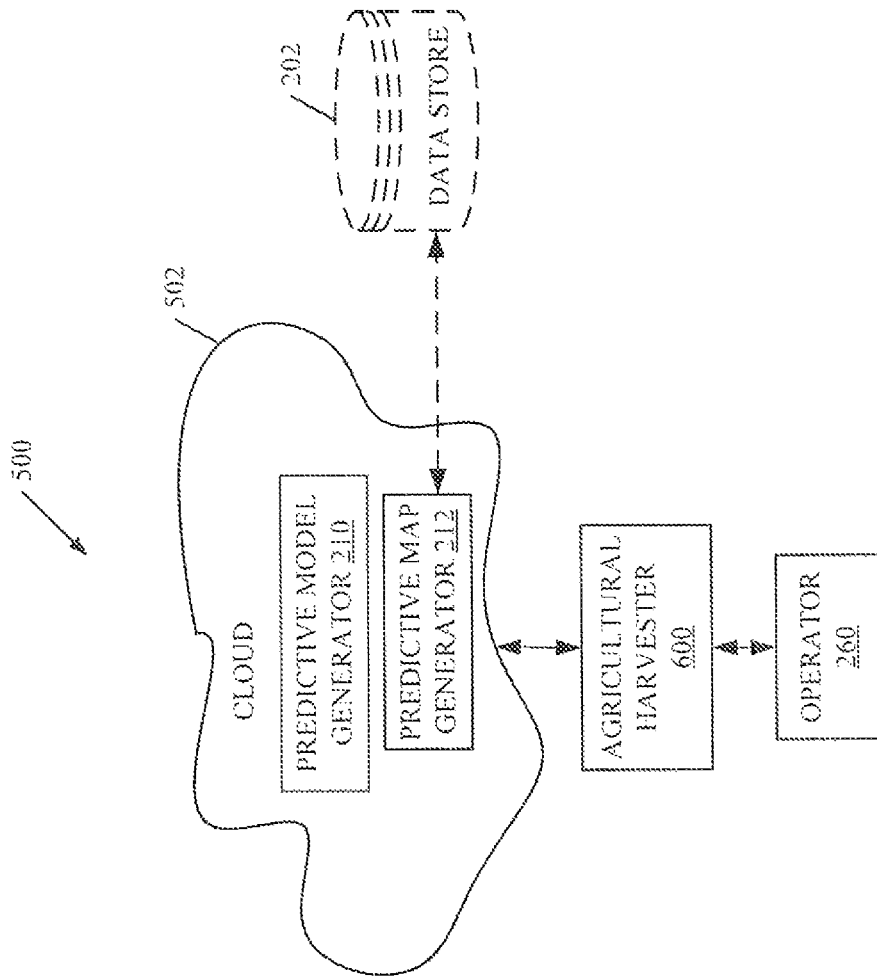 500
502
202
CLOUD
PREDICTIVE MODEL
GENERATOR 210
PREDICTIVE MAP
GENERATOR 212
DATA STORE
AGRICULTURAL
HARVESTER
600
OPERATOR
260